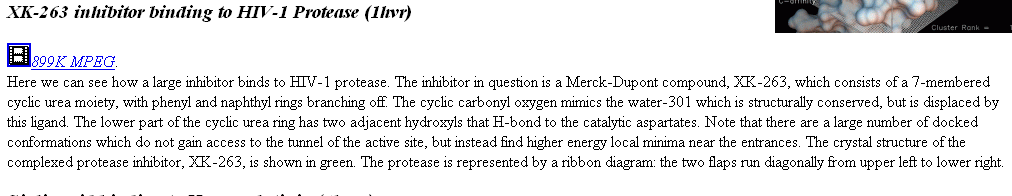 C-affinity
XK-263 inhibitor binding to HIV-1 Protease (1hvr)
Cluster Rank =
899K MPEG.
Here we can see how a large inhibitor binds to HIV-1 protease. The inhibitor in question is a Merck-Dupont compound, XK-263, which consists of a 7-membered
cyclic urea moiety, with phenyl and naphthyl rings branching off. The cyclic carbonyl oxygen mimics the water-301 which is structurally conserved, but is displaced by
this ligand. The lower part of the cyclic urea ring has two adjacent hydroxyls that H-bond to the catalytic aspartates. Note that there are a large number of docked
conformations which do not gain access to the tunnel of the active site, but instead find higher energy local minima near the entrances. The crystal structure of the
complexed protease inhibitor, XK-263, is shown in green. The protease is represented by a ribbon diagram: the two flaps run diagonally from upper left to lower right.